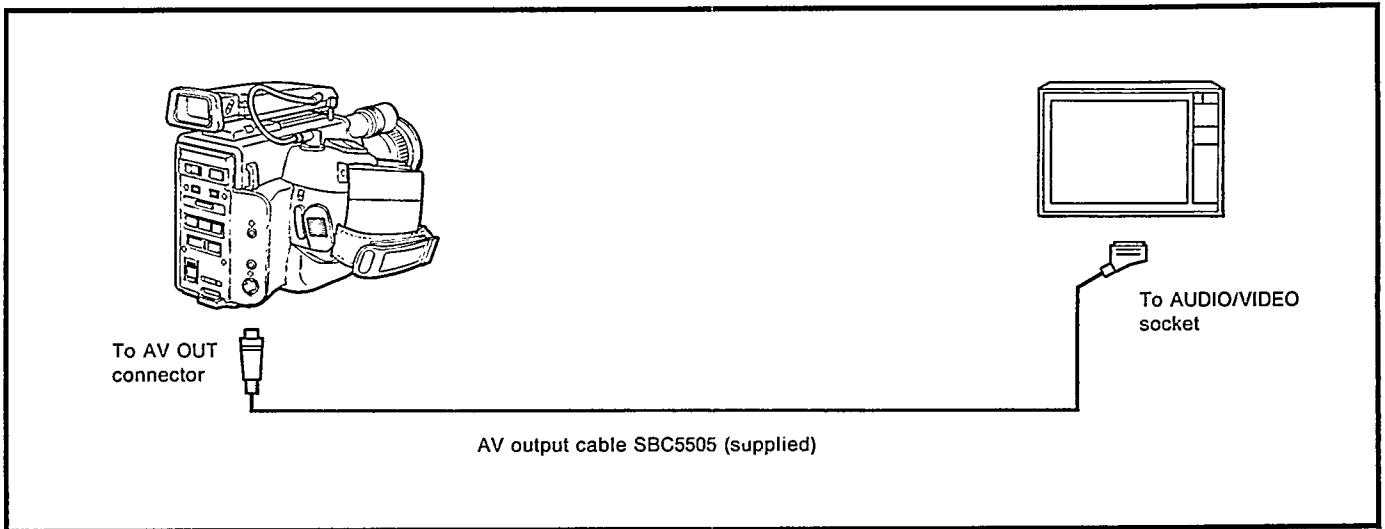 To AV OUT
connector
To AUDIO/VIDEO
socket
AV output cable SBC5505 (supplied)